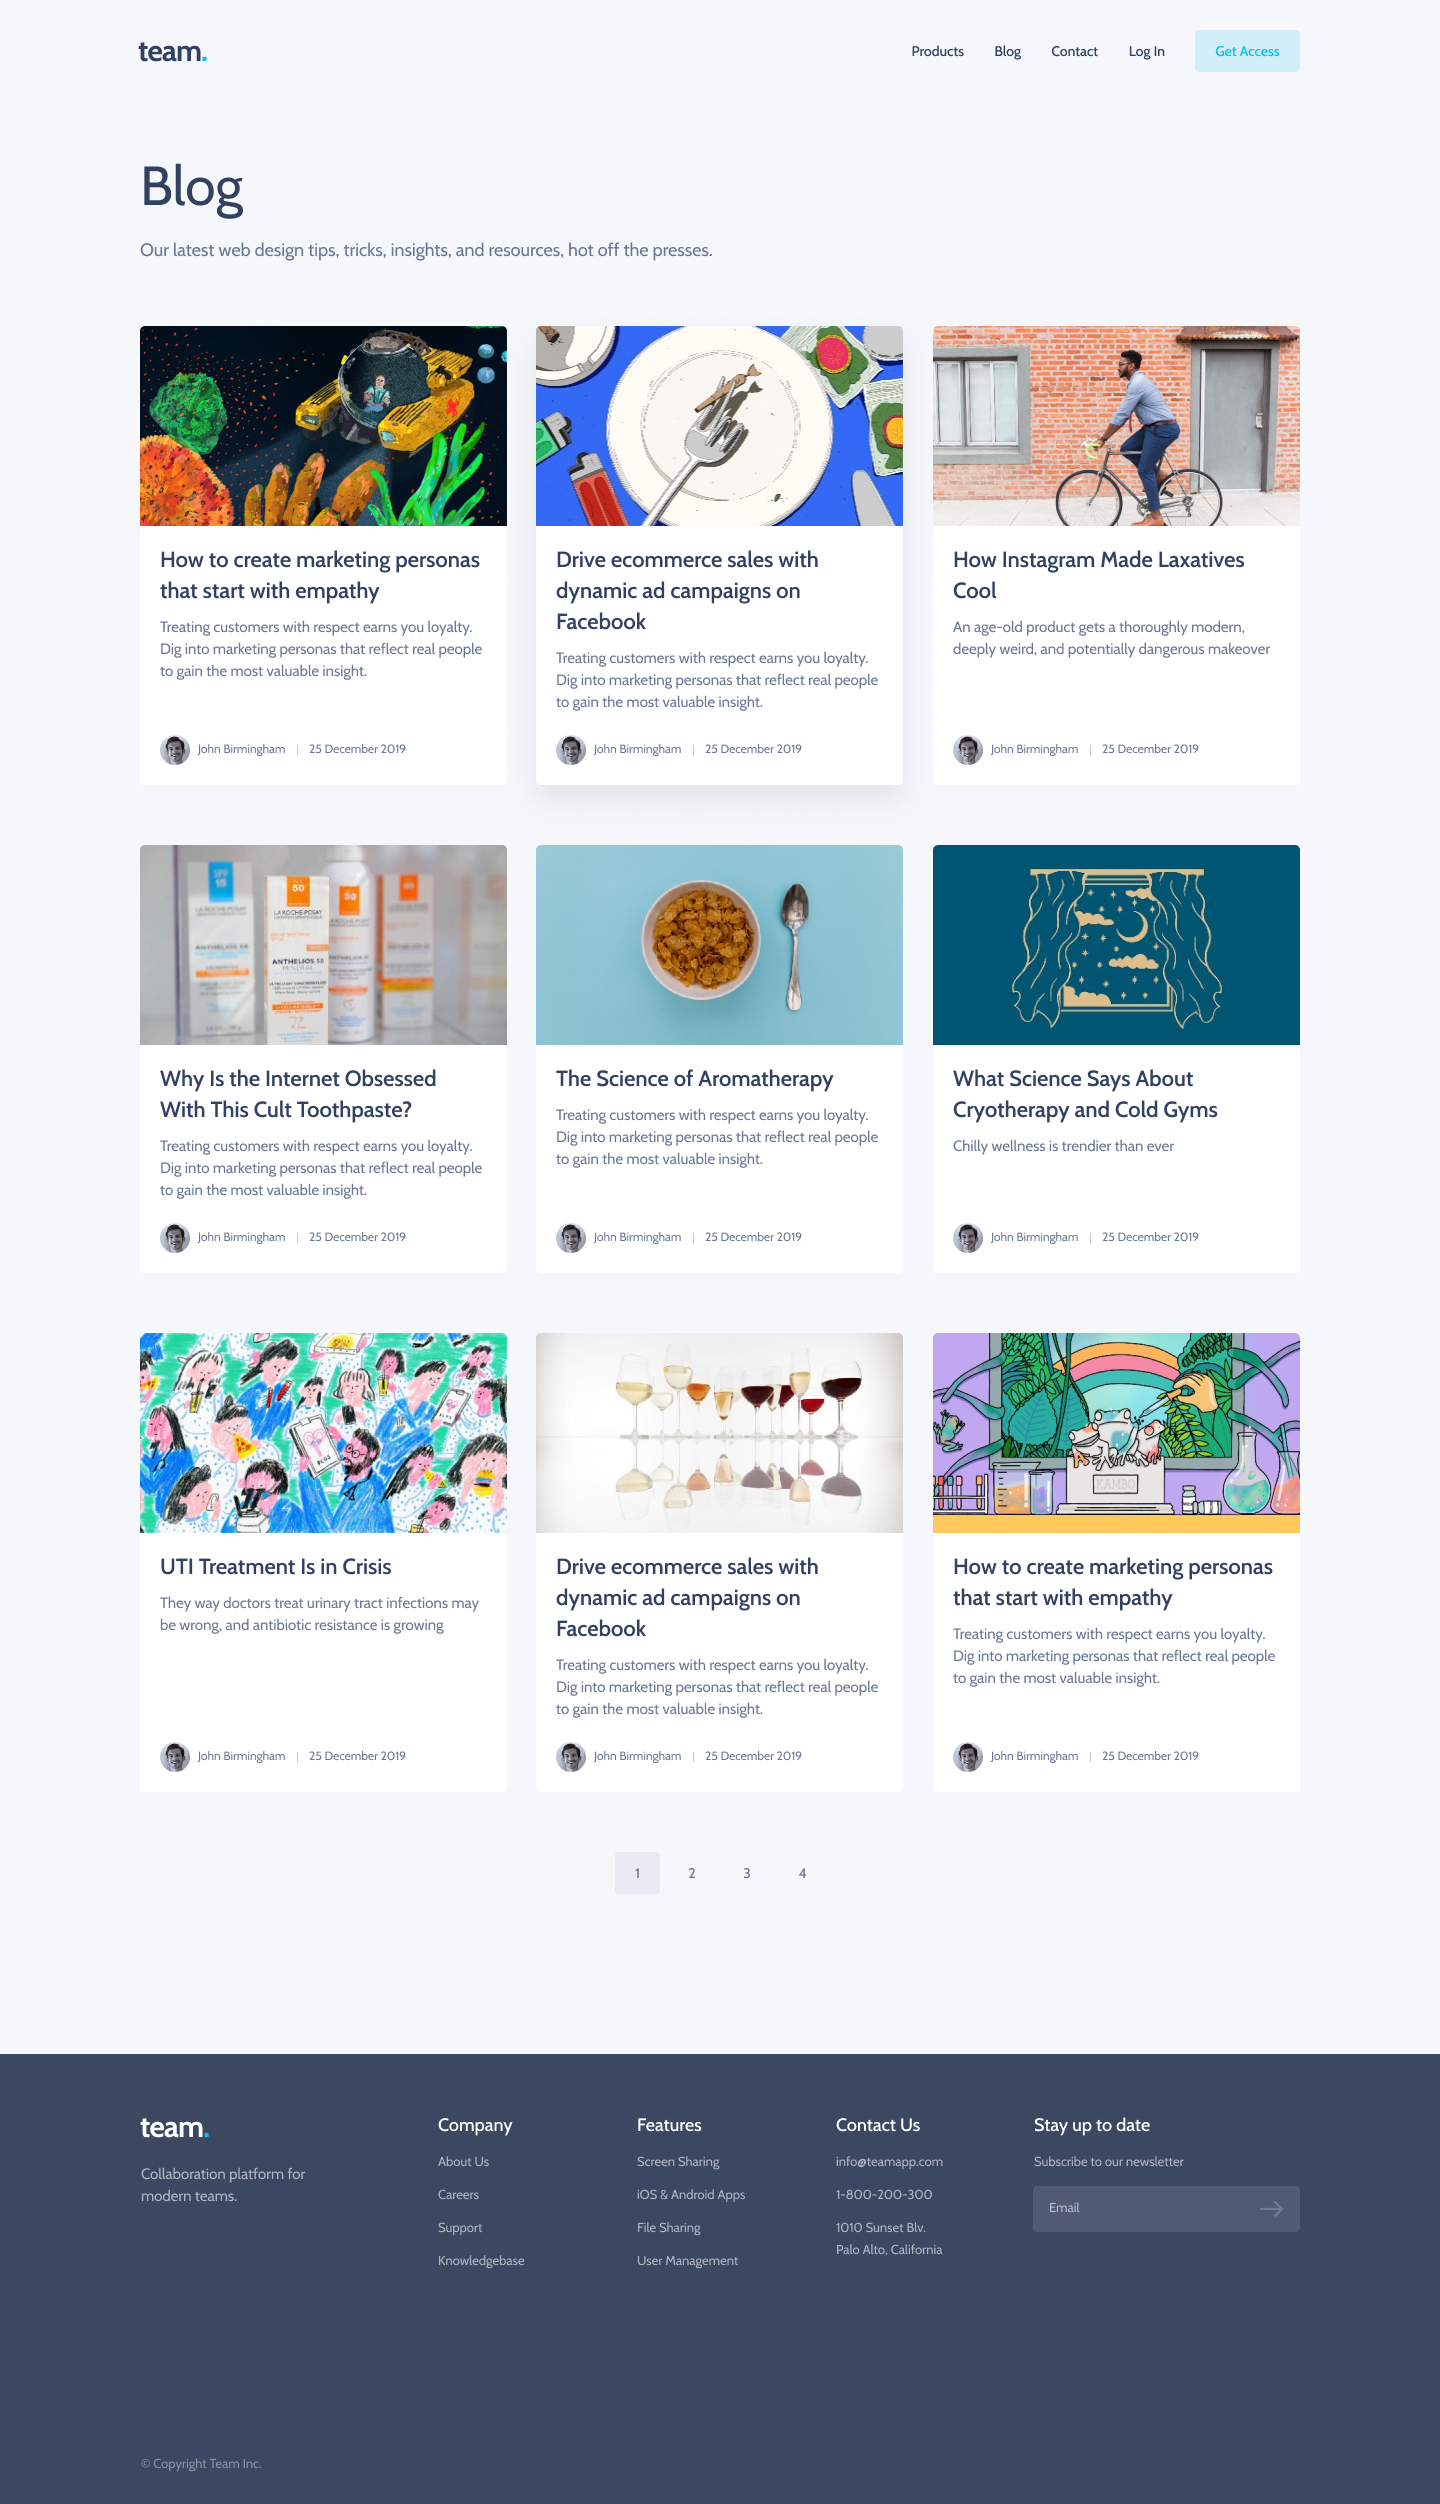 team.
Products
Blog
Contact
Log In
Get Access
Blog
Our latest web design tips, tricks, insights, and resources, hot off the presses.
How to create marketing personas
that start with empathy
Treating customers with respect earns you loyalty.
Dig into marketing personas that reflect real people
to gain the most valuable insight.
John Birmingham | 25 December 2019
Drive ecommerce sales with
dynamic ad campaigns on
Facebook
Treating customers with respect earns you loyalty.
Dig into marketing personas that reflect real people
to gain the most valuable insight.
John Birmingham | 25 December 2019
How Instagram Made Laxatives
Cool
An age-old product gets a thoroughly modern,
deeply weird, and potentially dangerous makeover
John Birmingham | 25 December 2019
SPF
15
50
30
50
LA ROCHE-POSAY
LA ROCHE-POSAY
ANTHELIOS
ANTHELIOS 50
MINERAL
Why Is the Internet Obsessed
With This Cult Toothpaste?
Treating customers with respect earns you loyalty.
Dig into marketing personas that reflect real people
to gain the most valuable insight.
John Birmingham | 25 December 2019
The Science of Aromatherapy
Treating customers with respect earns you loyalty.
Dig into marketing personas that reflect real people
to gain the most valuable insight.
John Birmingham | 25 December 2019
What Science Says About
Cryotherapy and Cold Gyms
Chilly wellness is trendier than ever
John Birmingham | 25 December 2019
PLUS
UTI Treatment Is in Crisis
They way doctors treat urinary tract infections may
be wrong, and antibiotic resistance is growing
John Birmingham | 25 December 2019
Drive ecommerce sales with
dynamic ad campaigns on
Facebook
Treating customers with respect earns you loyalty.
Dig into marketing personas that reflect real people
to gain the most valuable insight.
John Birmingham | 25 December 2019
KAMBO
How to create marketing personas
that start with empathy
Treating customers with respect earns you loyalty.
Dig into marketing personas that reflect real people
to gain the most valuable insight.
John Birmingham | 25 December 2019
1
2
3
4
team.
Collaboration platform for
modern teams.
Company
About Us
Careers
Support
Knowledgebase
Features
Screen Sharing
iOS & Android Apps
File Sharing
User Management
Contact Us
info@teamapp.com
1-800-200-300
1010 Sunset Blv.
Palo Alto, California
Stay up to date
Subscribe to our newsletter
Email
© Copyright Team Inc.